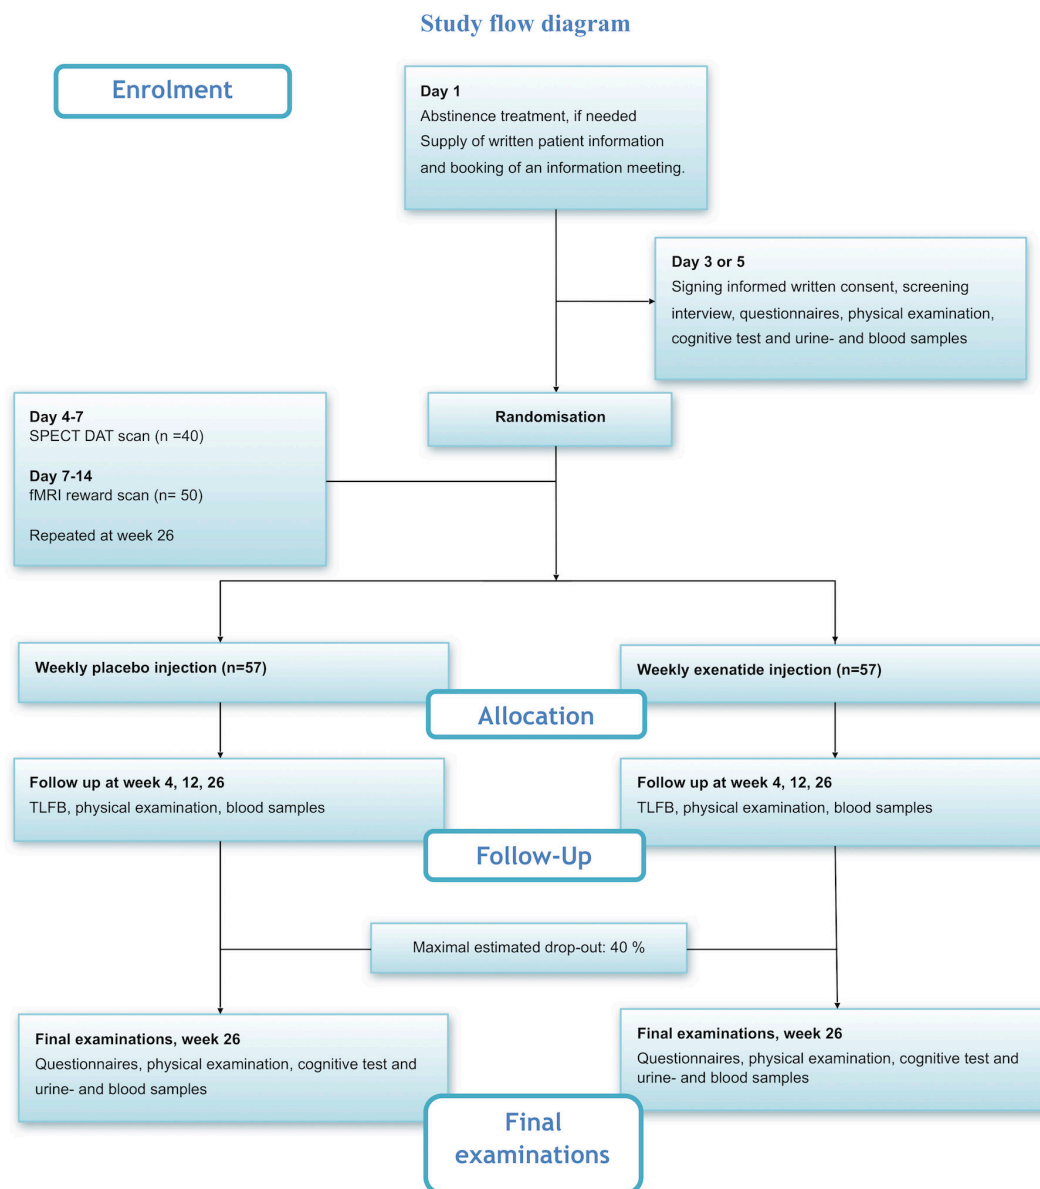 Study flow diagram
Enrolment
Day 1
Abstinence treatment, if needed
Supply of written patient information
and booking of an information meeting.
Day 3 or 5
Signing informed written consent, screening
interview, questionnaires, physical examination,
cognitive test and urine- and blood samples
Randomisation
Day 4-7
SPECT DAT scan (n =40)
Day 7-14
fMRI reward scan (n= 50)
Repeated at week 26
Weekly placebo injection (n=57)
Weekly exenatide injection (n=57)
Allocation
Follow up at week 4, 12, 26
TLFB, physical examination, blood samples
Follow up at week 4, 12, 26
TLFB, physical examination, blood samples
Follow-Up
Maximal estimated drop-out: 40 %
Final examinations, week 26
Questionnaires, physical examination, cognitive test and
urine- and blood samples
Final examinations, week 26
Questionnaires, physical examination, cognitive test and
urine- and blood samples
Final
examinations